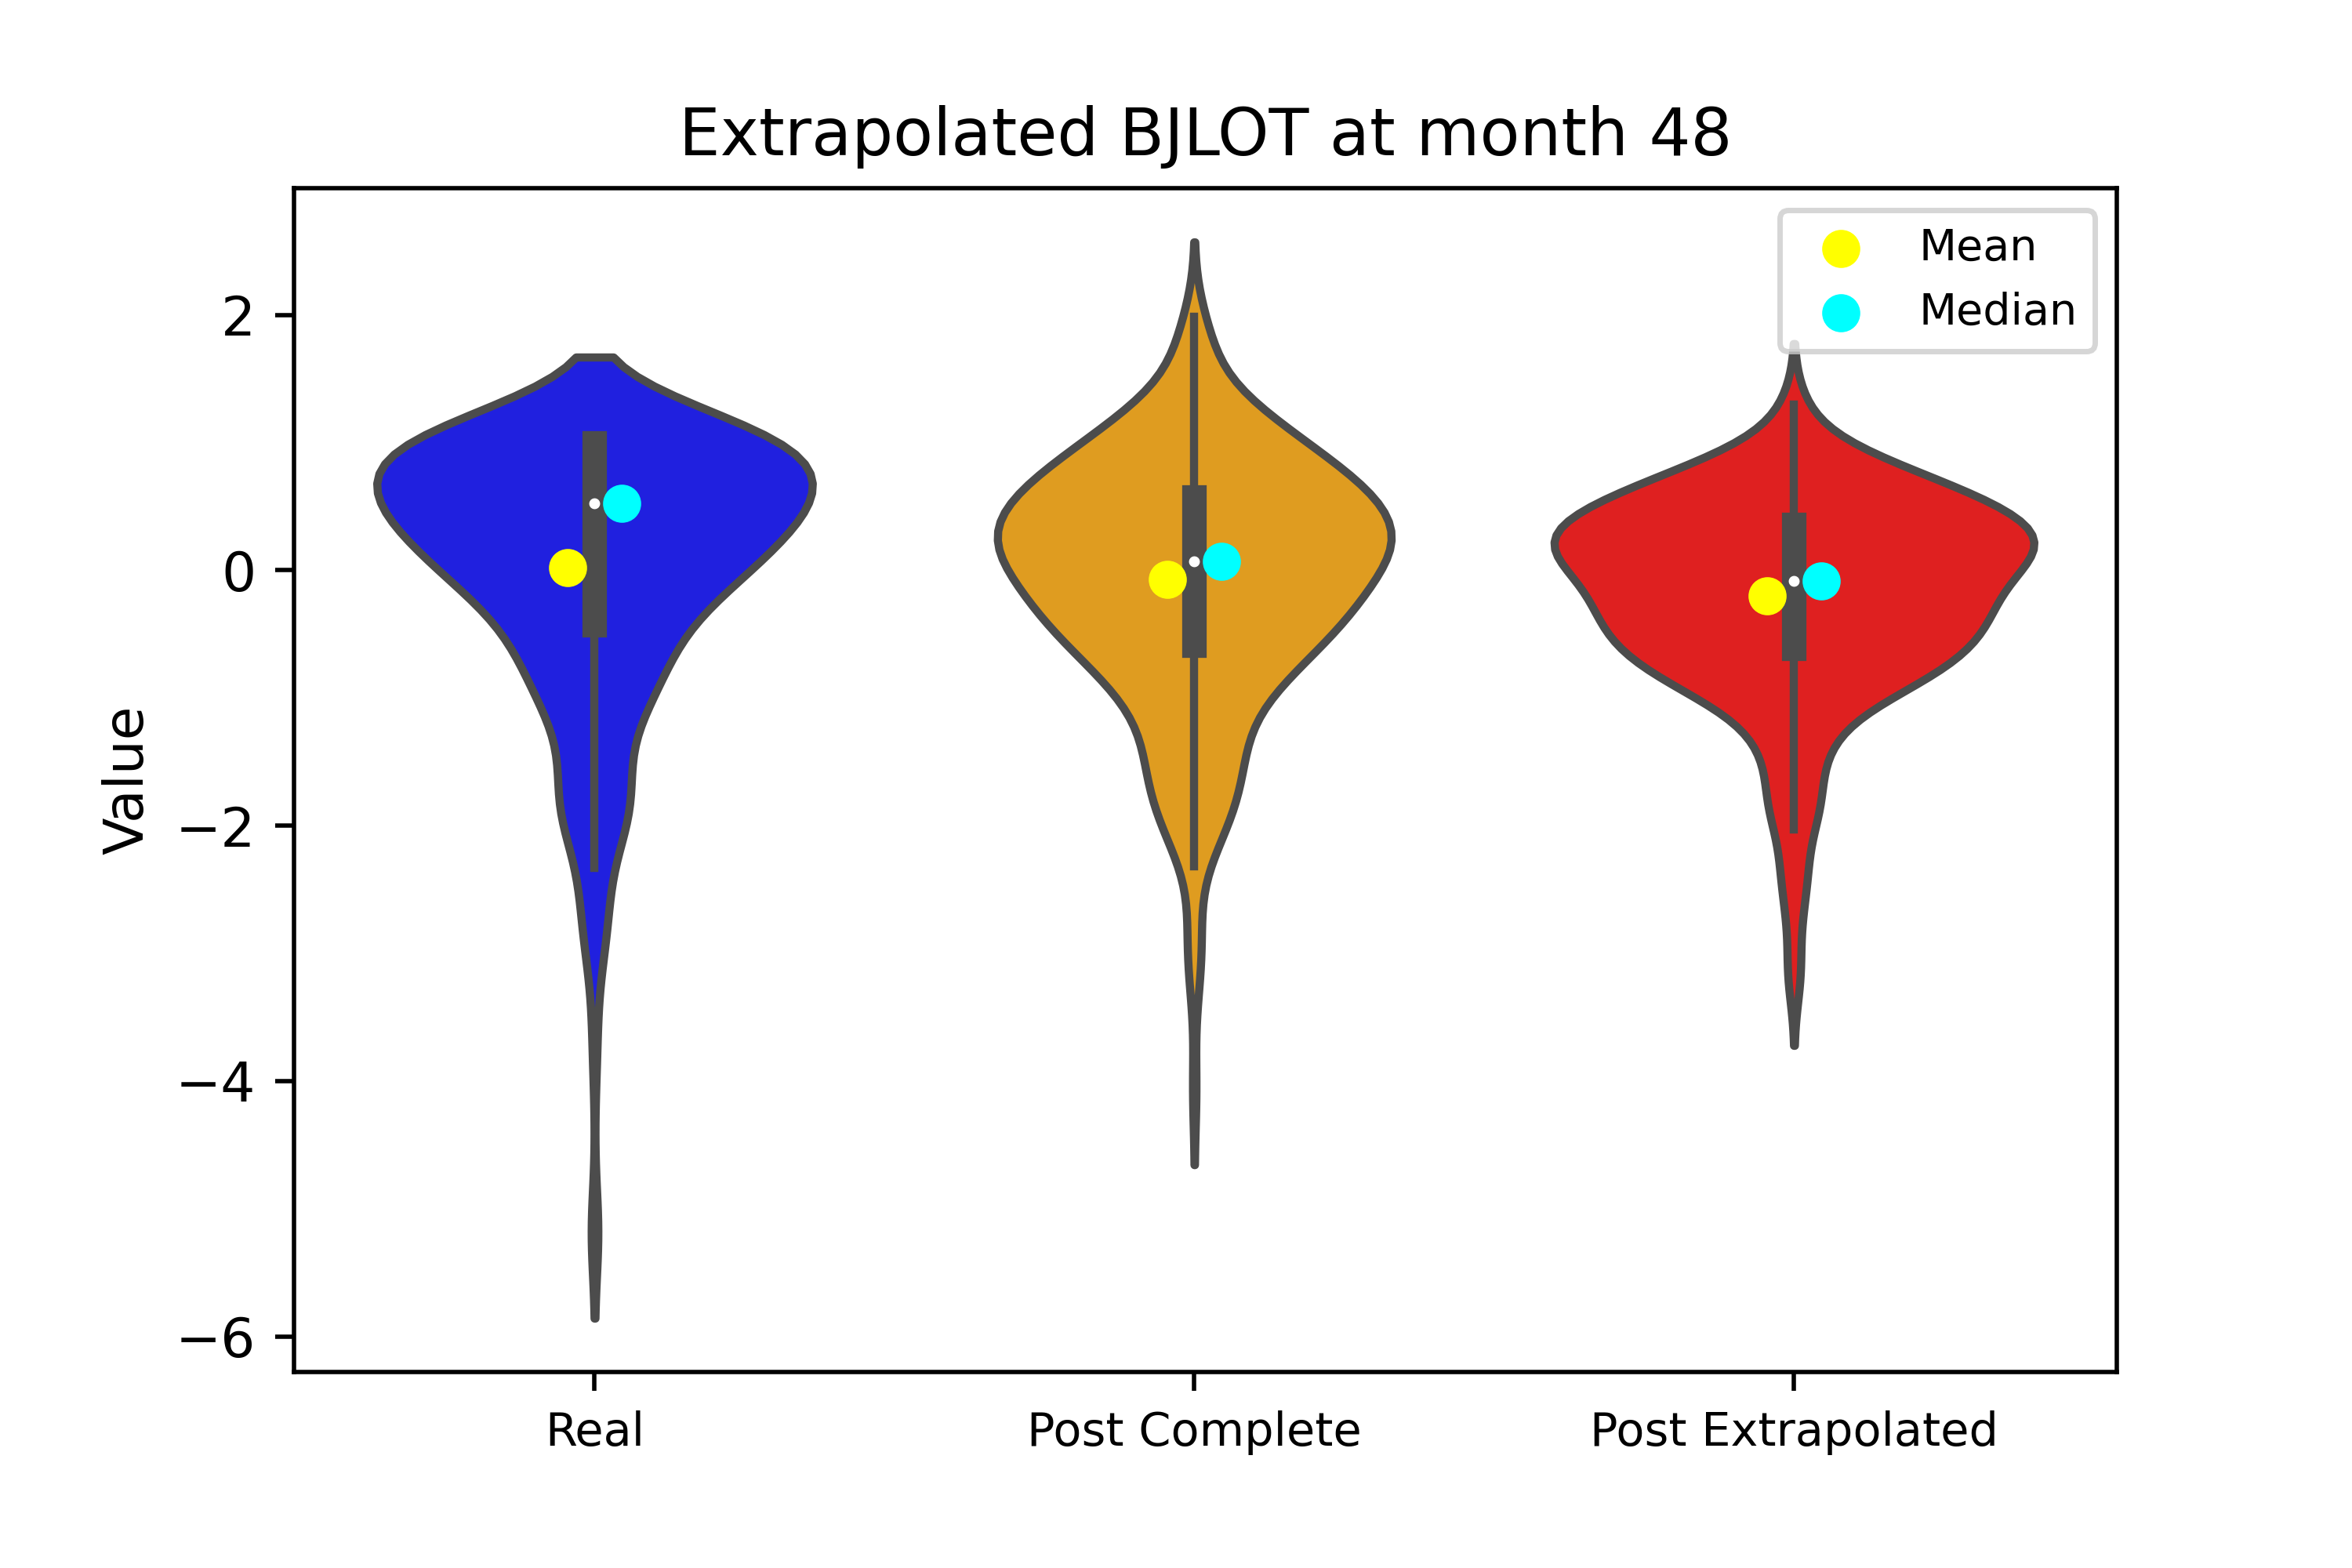 Extrapolated BJLOT at month 48
Mean
Median
2
0
−2
−4
−6
Value
Real
Post Complete
Post Extrapolated